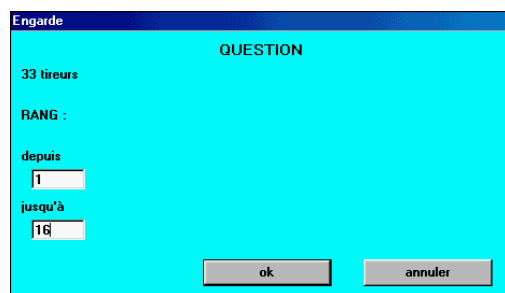 Engarde
QUESTION
33 tireurs
RANG :
depuis
1
jusqu'à
16
ok annuler